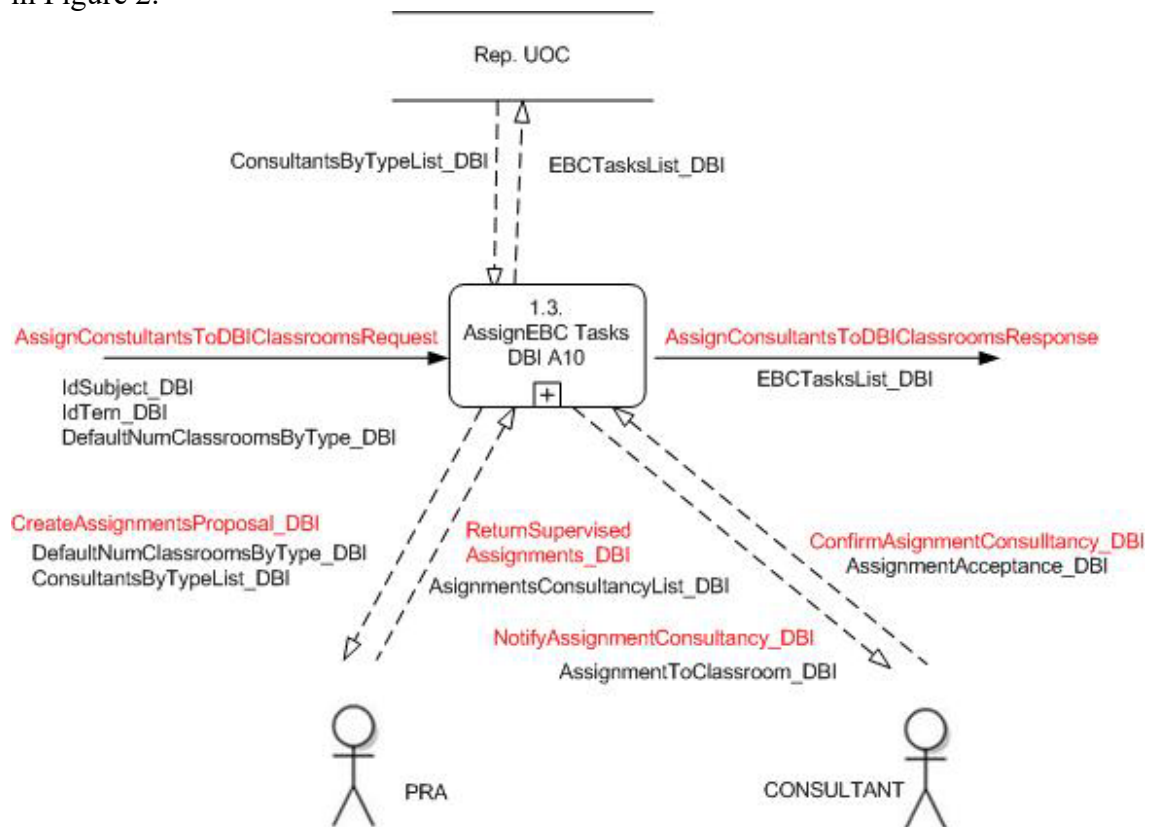 in Figure 2.
Rep. UOC
ConsultantsByTypeList_DBI
EBCTasksList_DBI
1.3.
AssignEBC Tasks
DBI A10
+
AssignConstultantsToDBIClassroomsRequest
IdSubject_DBI
IdTem_DBI
DefaultNumClassroomsByType_DBI
AssignConsultantsToDBIClassroomsResponse
EBCTasksList_DBI
CreateAssignmentsProposal_DBI
DefaultNumClassroomsByType_DBI
ConsultantsByTypeList_DBI
ReturnSupervised
Assignments_DBI
AsignmentsConsultancyList_DBI
NotifyAssignmentConsultancy_DBI
AssignmentToClassroom_DBI
ConfirmAsignmentConsulltancy_DBI
AssignmentAcceptance_DBI
PRA
CONSULTANT